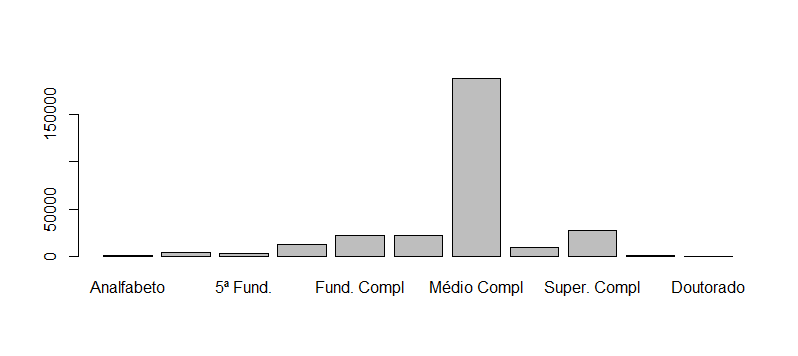 150000
50000
0
Analfabeto 5ª Fund. Fund. Compl Médio Compl Super. Compl Doutorado